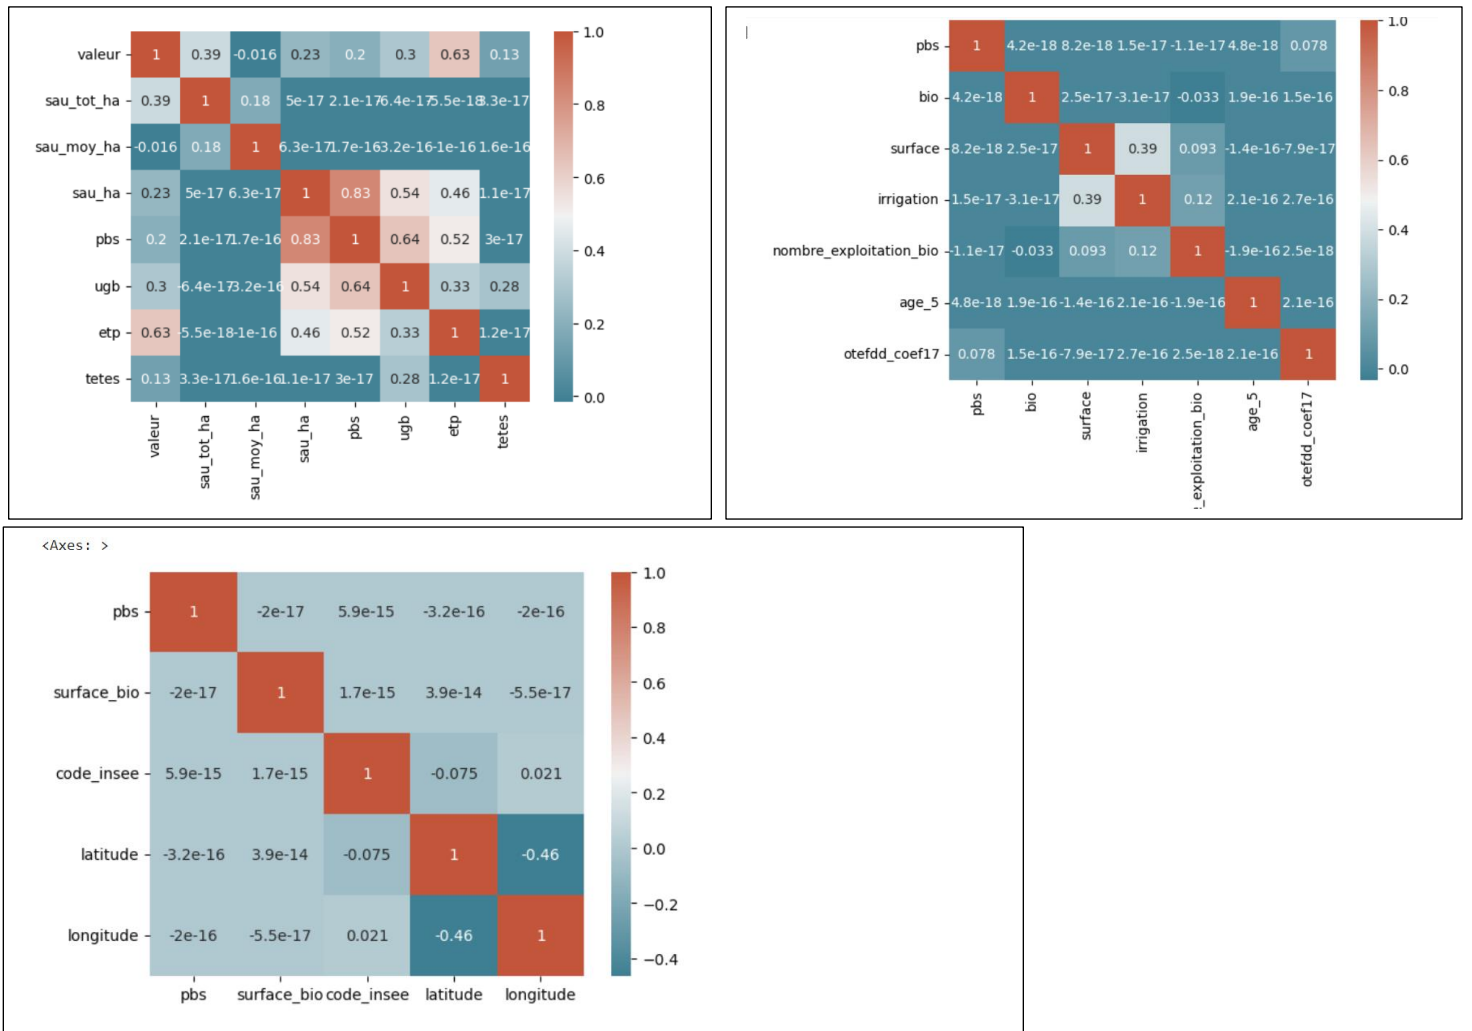 valeur 1 0.39 -0.016 0.23 0.2 0.3 0.63 0.13
sau_tot_ha 0.39 1 0.18 5e-17 2.1e-17 -6.4e-17 -5.5e-18 3.3e-17
sau_moy_ha -0.016 0.18 1 6.3e-17 1.7e-16 -3.2e-16 -1e-16 1.6e-16
sau_ha 0.23 5e-17 6.3e-17 1 0.83 0.54 0.46 1.1e-17
pbs 0.2 2.1e-17 1.7e-16 0.83 1 0.64 0.52 3e-17
ugb 0.3 -6.4e-17 -3.2e-16 0.54 0.64 1 0.33 0.28
etp 0.63 -5.5e-18 -1e-16 0.46 0.52 0.33 1 1.2e-17
tetes 0.13 3.3e-17 1.6e-16 1.1e-17 3e-17 0.28 1.2e-17 1
valeur sau_tot_ha sau_moy_ha sau_ha pbs ugb etp tetes
1.0
0.8
0.6
0.4
0.2
0.0
pbs 1 4.2e-18 8.2e-18 1.5e-17 -1.1e-17 4.8e-18 0.078
bio 4.2e-18 1 2.5e-17 -3.1e-17 -0.033 1.9e-16 1.5e-16
surface 8.2e-18 2.5e-17 1 0.39 0.093 -1.4e-16 -7.9e-17
irrigation 1.5e-17 -3.1e-17 0.39 1 0.12 2.1e-16 2.7e-16
nombre_exploitation_bio -1.1e-17 -0.033 0.093 0.12 1 -1.9e-16 2.5e-18
age_5 4.8e-18 1.9e-16 -1.4e-16 2.1e-16 -1.9e-16 1 2.1e-16
otefdd_coef17 0.078 1.5e-16 -7.9e-17 2.7e-16 2.5e-18 2.1e-16 1
pbs bio surface irrigation _exploitation_bio age_5 otefdd_coef17
1.0
0.8
0.6
0.4
0.2
0.0
<Axes: >
pbs 1 -2e-17 5.9e-15 -3.2e-16 -2e-16
surface_bio -2e-17 1 1.7e-15 3.9e-14 -5.5e-17
code_insee 5.9e-15 1.7e-15 1 -0.075 0.021
latitude -3.2e-16 3.9e-14 -0.075 1 -0.46
longitude -2e-16 -5.5e-17 0.021 -0.46 1
pbs surface_bio code_insee latitude longitude
1.0
0.8
0.6
0.4
0.2
0.0
−0.2
−0.4